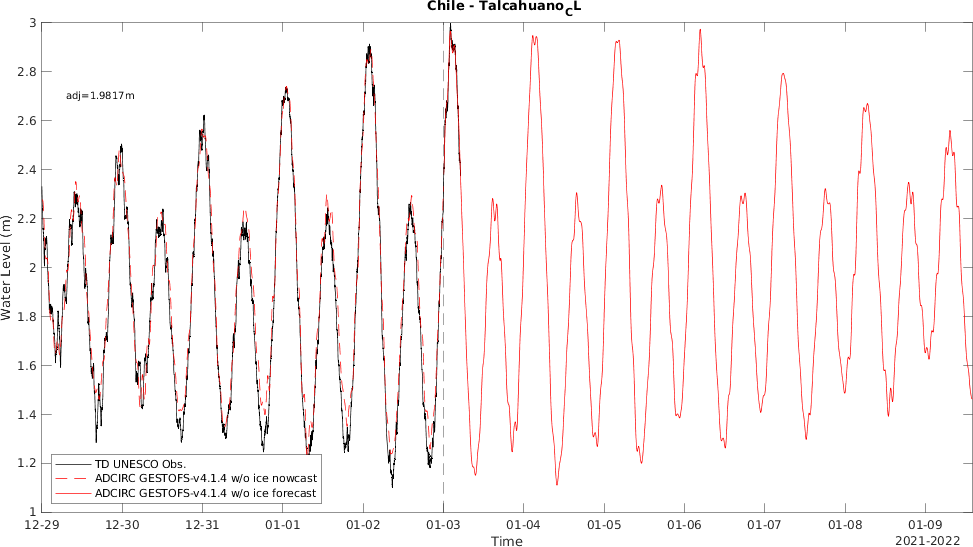 Chile - Talcahuano_CL
3
2.8
adj=1.9817m
2.6
2.4
2.2
Water Level (m)
2
1.8
1.6
1.4
1.2
TD UNESCO Obs.
ADCIRC GESTOFS-v4.1.4 w/o ice nowcast
ADCIRC GESTOFS-v4.1.4 w/o ice forecast
1
12-29 12-30 12-31 01-01 01-02 01-03 01-04 01-05 01-06 01-07 01-08 01-09
Time
2021-2022